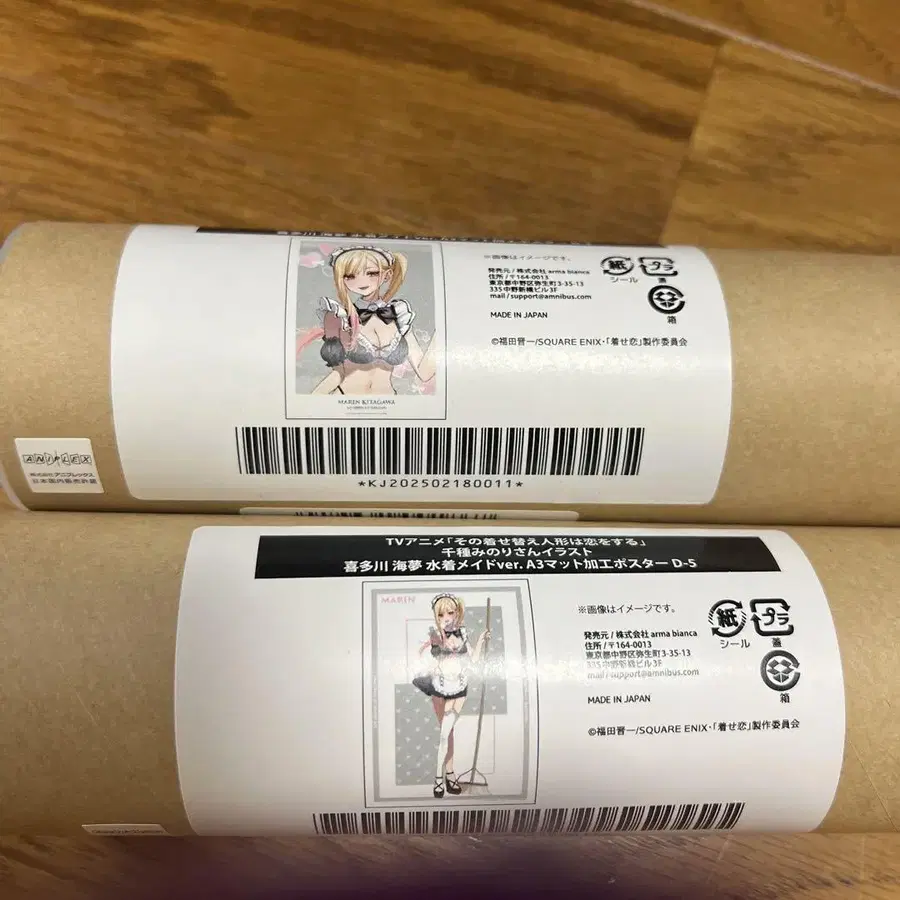 ※画像はイメージです。
発売元 / 株式会社 arma bianca
住所 / 〒164-0013
東京都中野区弥生町3-35-13
335中野新橋ビル3F
mail / support@amnibus.com
MADE IN JAPAN
©福田晋一/SQUARE ENIX・「着せ恋」製作委員会
紙
シール
プラ
蓋
箱
MAREN KITAGAWA
*KJ202502180011*
ANIPLEX
株式会社アニプレックス
日本国内販売許諾
TVアニメ「その着せ替え人形は恋をする」
千種みのりさんイラスト
喜多川 海夢 水着メイドver. A3マット加工ポスター D-5
MAREN
※画像はイメージです。
発売元 / 株式会社 arma bianca
住所 / 〒164-0013
東京都中野区弥生町3-35-13
335中野新橋ビル3F
mail / support@amnibus.com
MADE IN JAPAN
©福田晋一/SQUARE ENIX・「着せ恋」製作委員会
紙
シール
プラ
蓋
箱